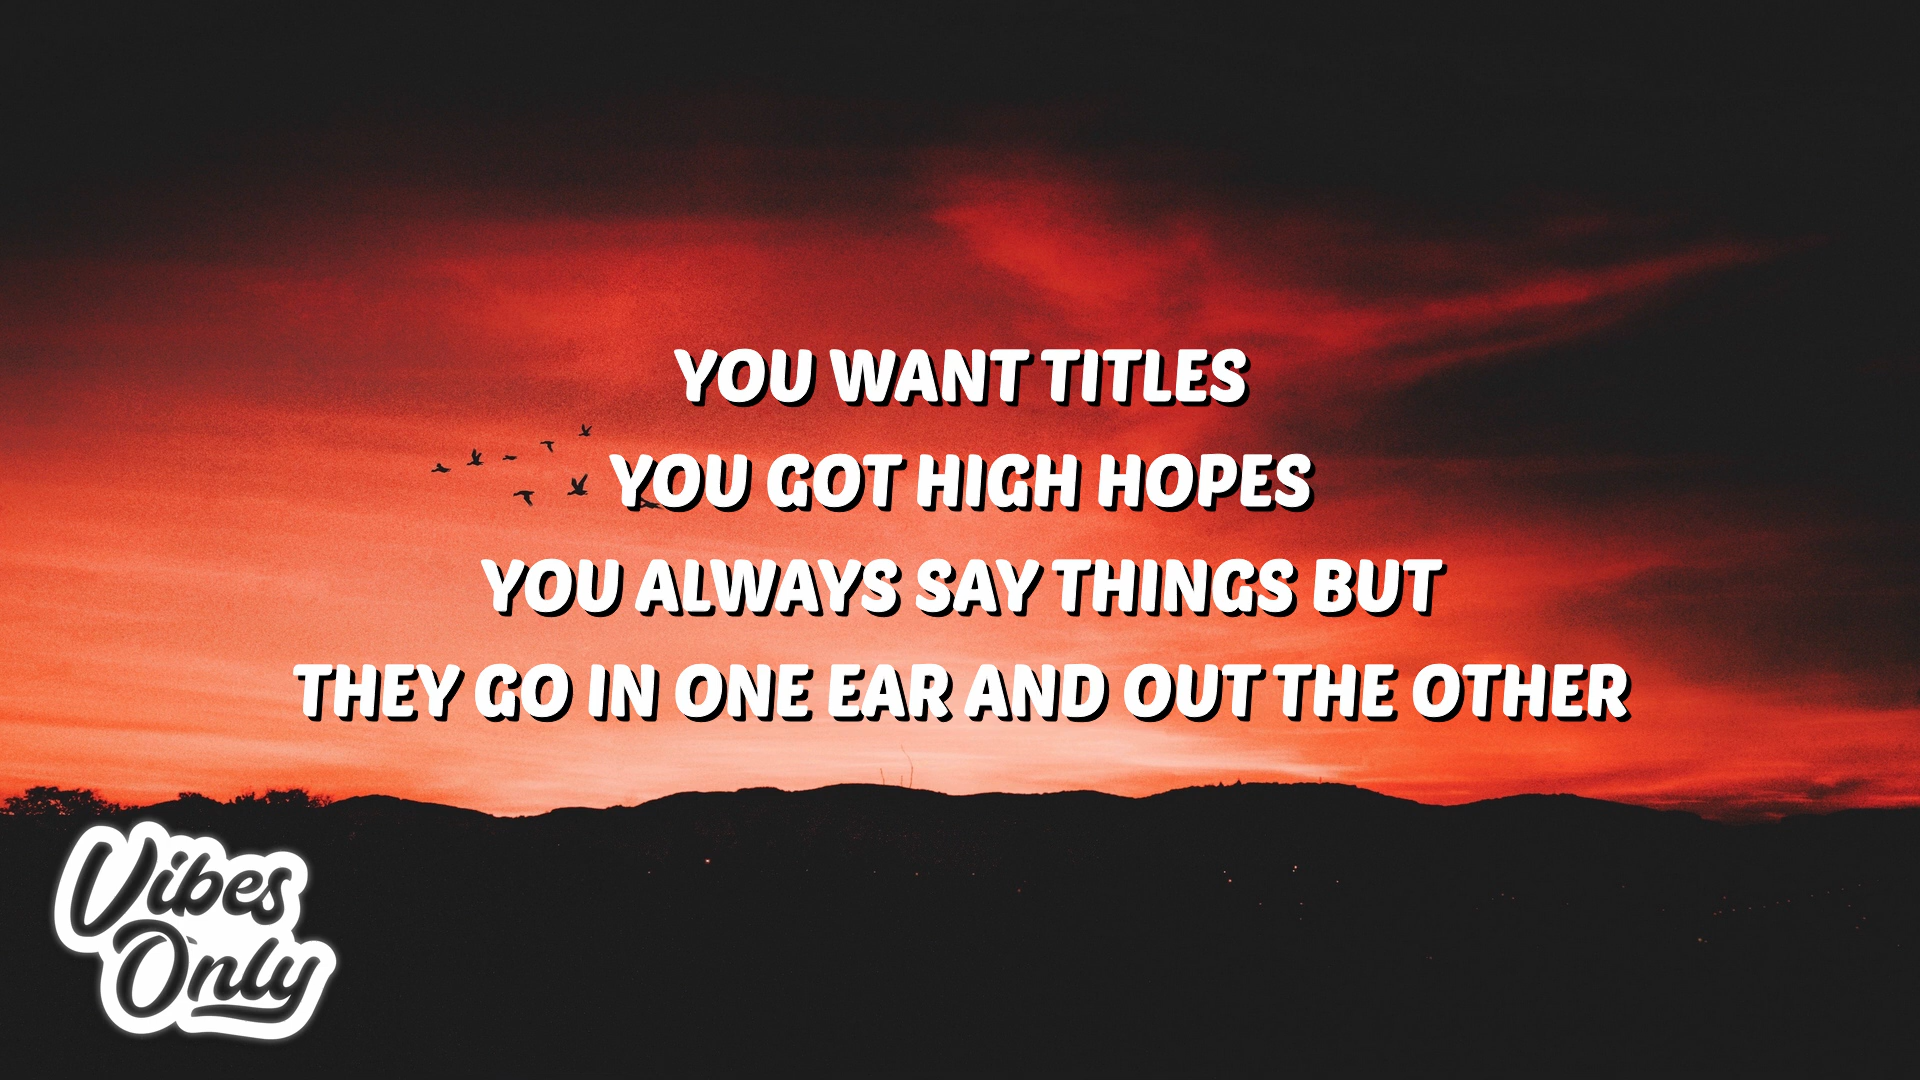 YOU WANT TITLES
YOU GOT HIGH HOPES
YOU ALWAYS SAY THINGS BUT
THEY GO IN ONE EAR AND OUT THE OTHER
Vibes
Only